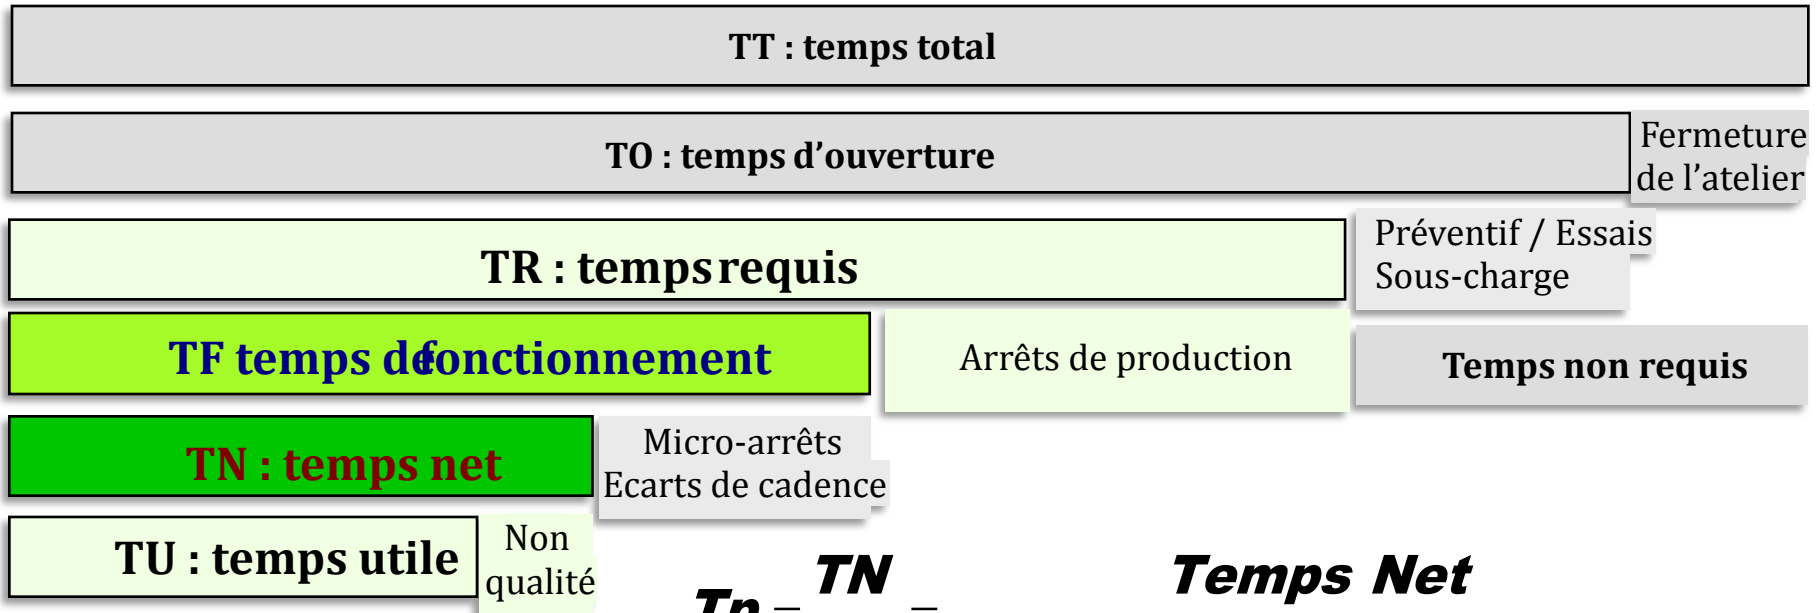 TT : temps total
TO : temps d’ouverture
Fermeture
de l’atelier
TR : temps requis
Préventif / Essais
Sous-charge
TF temps de fonctionnement
Arrêts de production
Temps non requis
TN : temps net
Micro-arrêts
Ecarts de cadence
TU : temps utile
Non
qualité
TN Temps Net
Tp = =